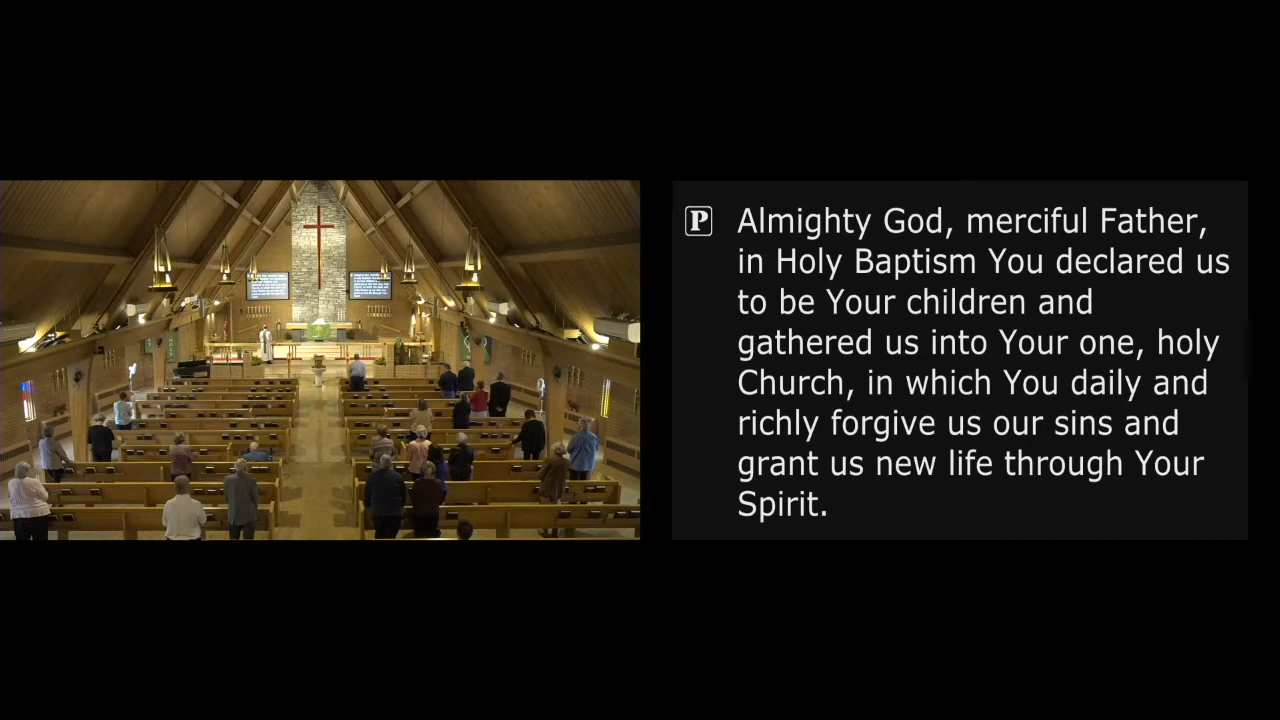 P Almighty God, merciful Father,
in Holy Baptism You declared us
to be Your children and
gathered us into Your one, holy
Church, in which You daily and
richly forgive us our sins and
grant us new life through Your
Spirit.